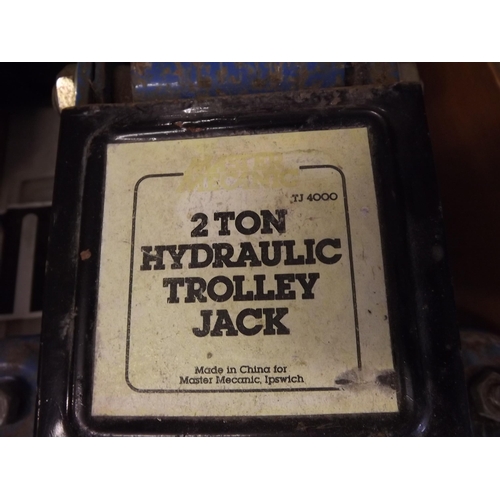 TJ 4000
2 TON
HYDRAULIC
TROLLEY
JACK
Made in China for
Master Mecanic, Ipswich